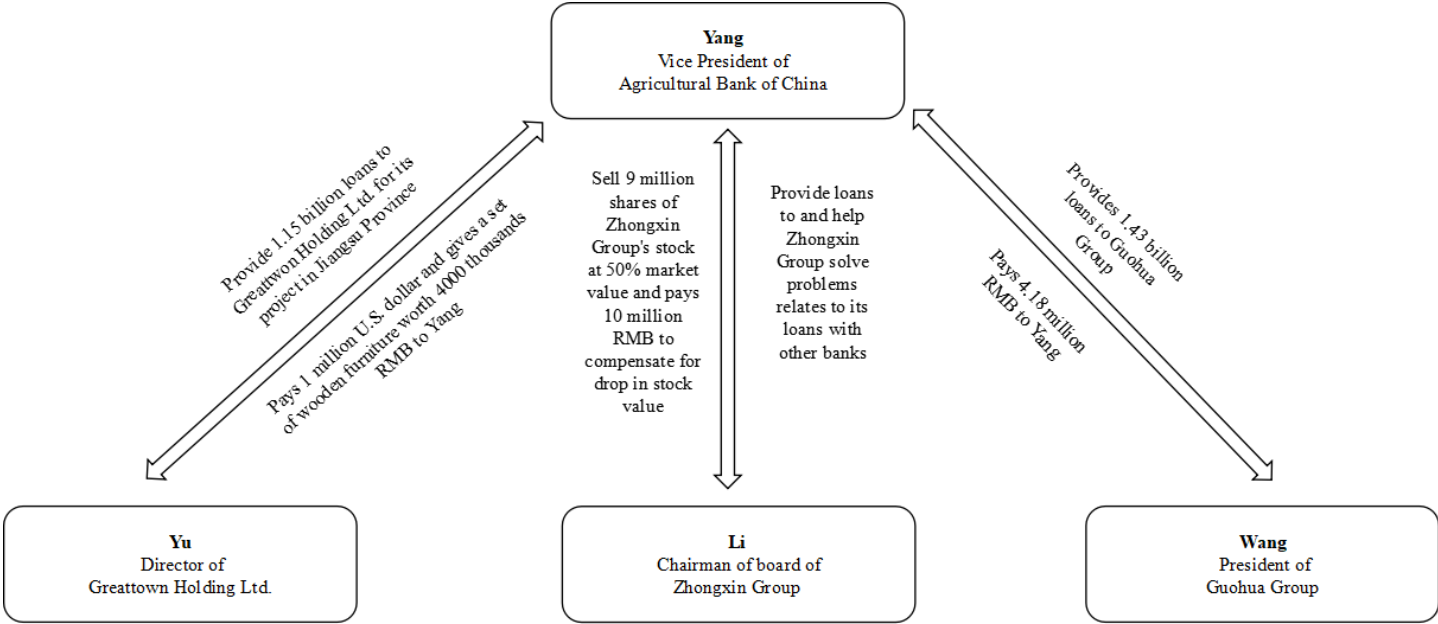 Yang
Vice President of
Agricultural Bank of China
Provide 1.15 billion loans to
Greattwon Holding Ltd. for its
project in Jiangsu Province
Pays 1 million U.S. dollar and gives a set
of wooden furniture worth 4000 thousands
RMB to Yang
Sell 9 million
shares of
Zhongxin
Group's stock
at 50% market
value and pays
10 million
RMB to
compensate for
drop in stock
value
Provide loans
to and help
Zhongxin
Group solve
problems
relates to its
loans with
other banks
Provides 1.43 billion
loans to Guohua
Group
Pays 4.18 million
RMB to Yang
Yu
Director of
Greattown Holding Ltd.
Li
Chairman of board of
Zhongxin Group
Wang
President of
Guohua Group